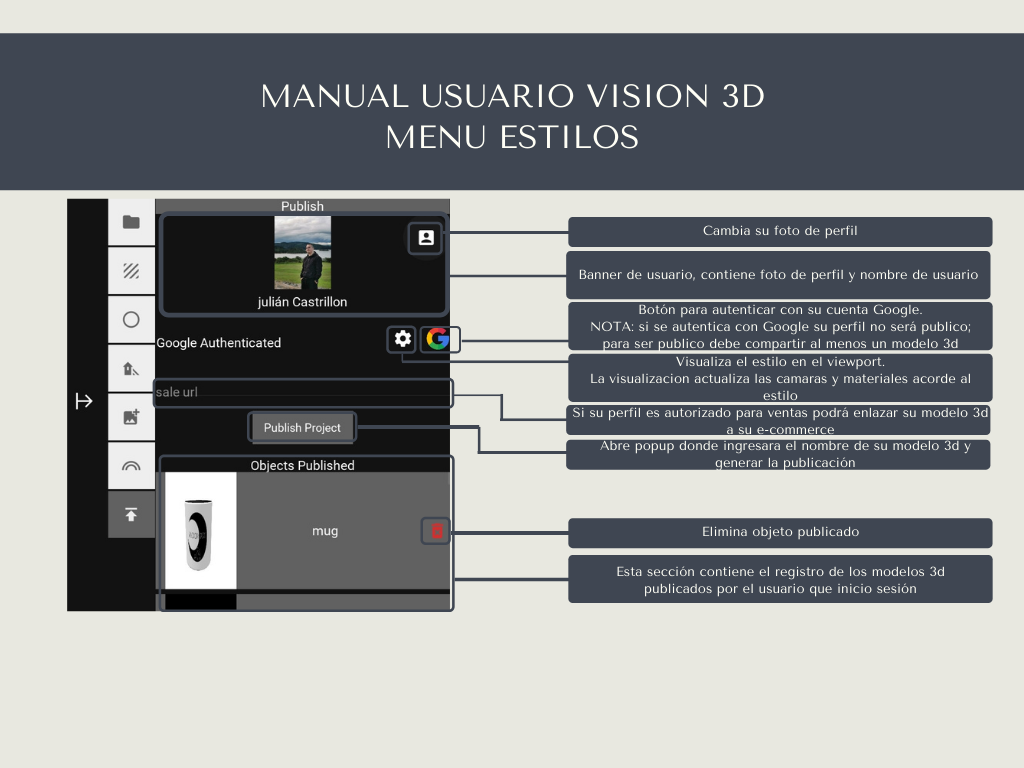 MANUAL USUARIO VISION 3D
MENU ESTILOS
Publish
julián Castrillon
Google Authenticated
sale url
Publish Project
Objects Published
mug
Cambia su foto de perfil
Banner de usuario, contiene foto de perfil y nombre de usuario
Botón para autenticar con su cuenta Google.
NOTA: si se autentica con Google su perfil no será publico;
para ser publico debe compartir al menos un modelo 3d
Visualiza el estilo en el viewport.
La visualizacion actualiza las camaras y materiales acorde al
estilo
Si su perfil es autorizado para ventas podrá enlazar su modelo 3d
a su e-commerce
Abre popup donde ingresara el nombre de su modelo 3d y
generar la publicación
Elimina objeto publicado
Esta sección contiene el registro de los modelos 3d
publicados por el usuario que inicio sesión